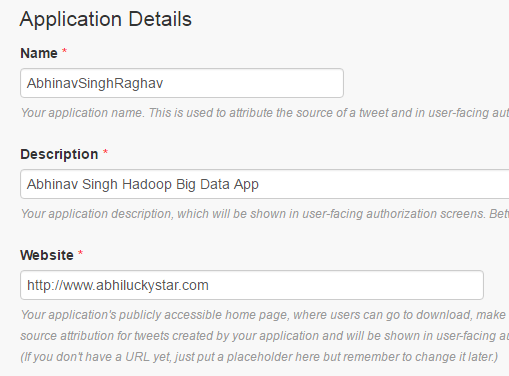 Application Details
Name *
AbhinavSinghRaghav
Your application name. This is used to attribute the source of a tweet and in user-facing
Description *
Abhinav Singh Hadoop Big Data App
Your application description, which will be shown in user-facing authorization screens.
Website *
http://www.abhiluckystar.com
Your application's publicly accessible home page, where users can go to download, make
source attribution for tweets created by your application and will be shown in user-facing
(If you don't have a URL yet, just put a placeholder here but remember to change it later.)